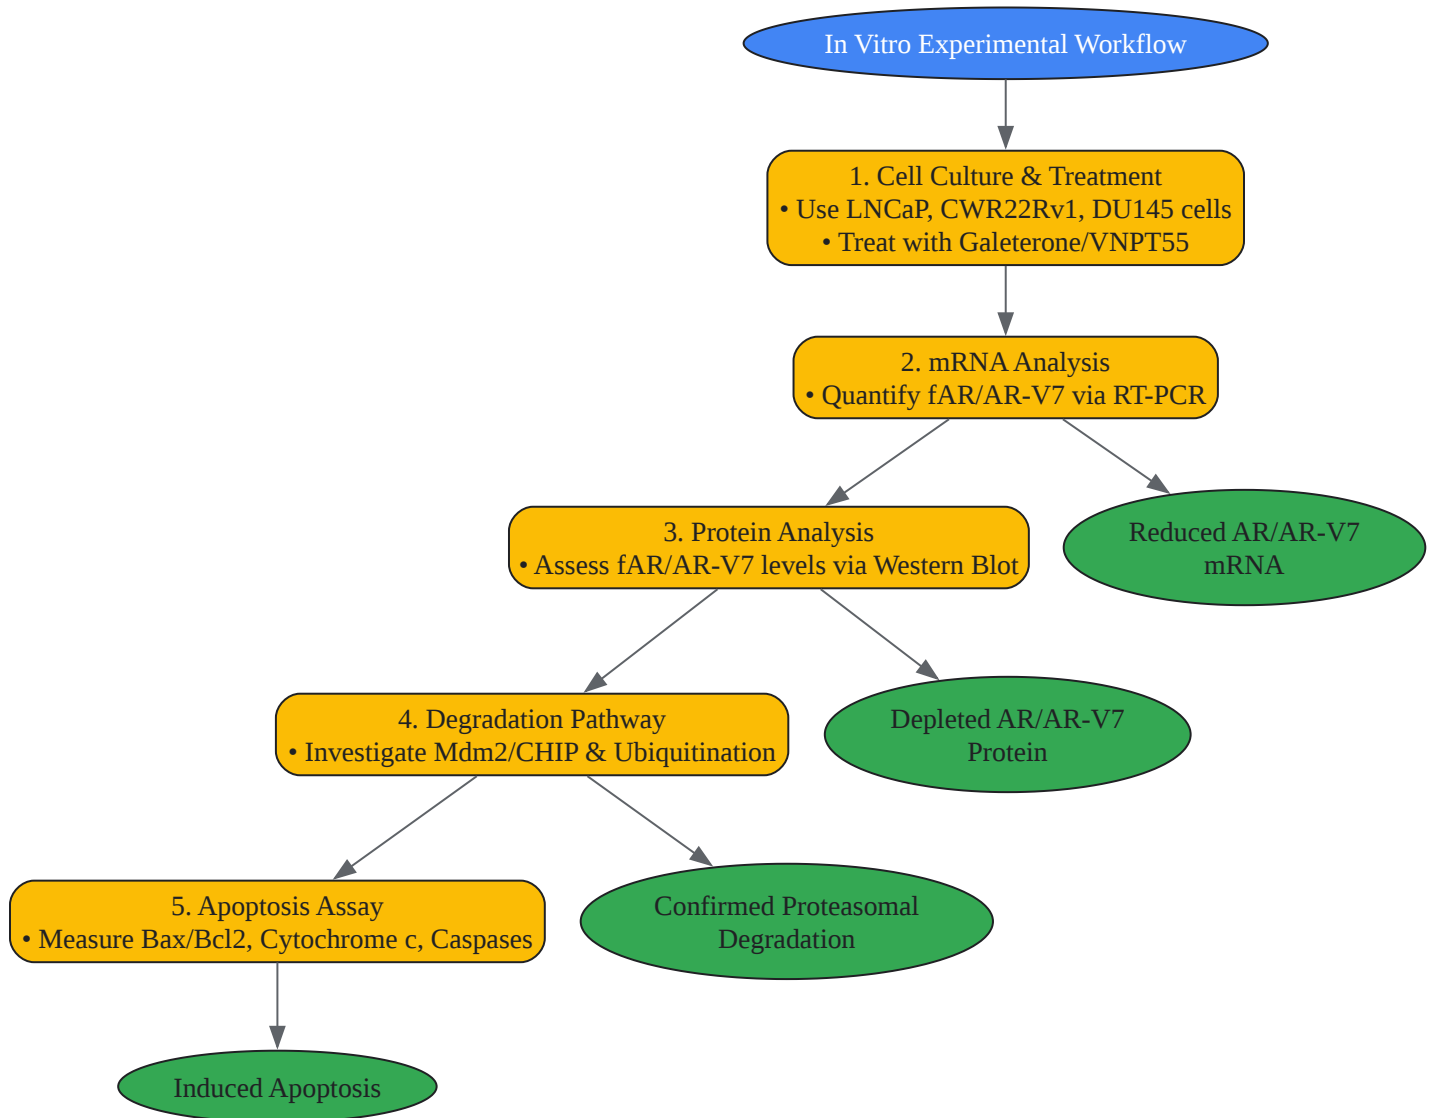 In Vitro Experimental Workflow
1. Cell Culture & Treatment
• Use LNCaP, CWR22Rv1, DU145 cells
• Treat with Galeterone/VNPT55
2. mRNA Analysis
• Quantify fAR/AR-V7 via RT-PCR
3. Protein Analysis
• Assess fAR/AR-V7 levels via Western Blot
Reduced AR/AR-V7
mRNA
4. Degradation Pathway
• Investigate Mdm2/CHIP & Ubiquitination
Depleted AR/AR-V7
Protein
5. Apoptosis Assay
• Measure Bax/Bcl2, Cytochrome c, Caspases
Confirmed Proteasomal
Degradation
Induced Apoptosis